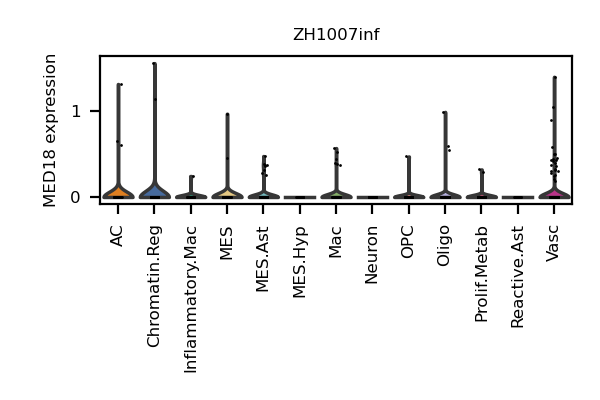 ZH1007inf
MED18 expression
1
0
AC
Chromatin.Reg
Inflammatory.Mac
MES
MES.Ast
MES.Hyp
Mac
Neuron
OPC
Oligo
Prolif.Metab
Reactive.Ast
Vasc